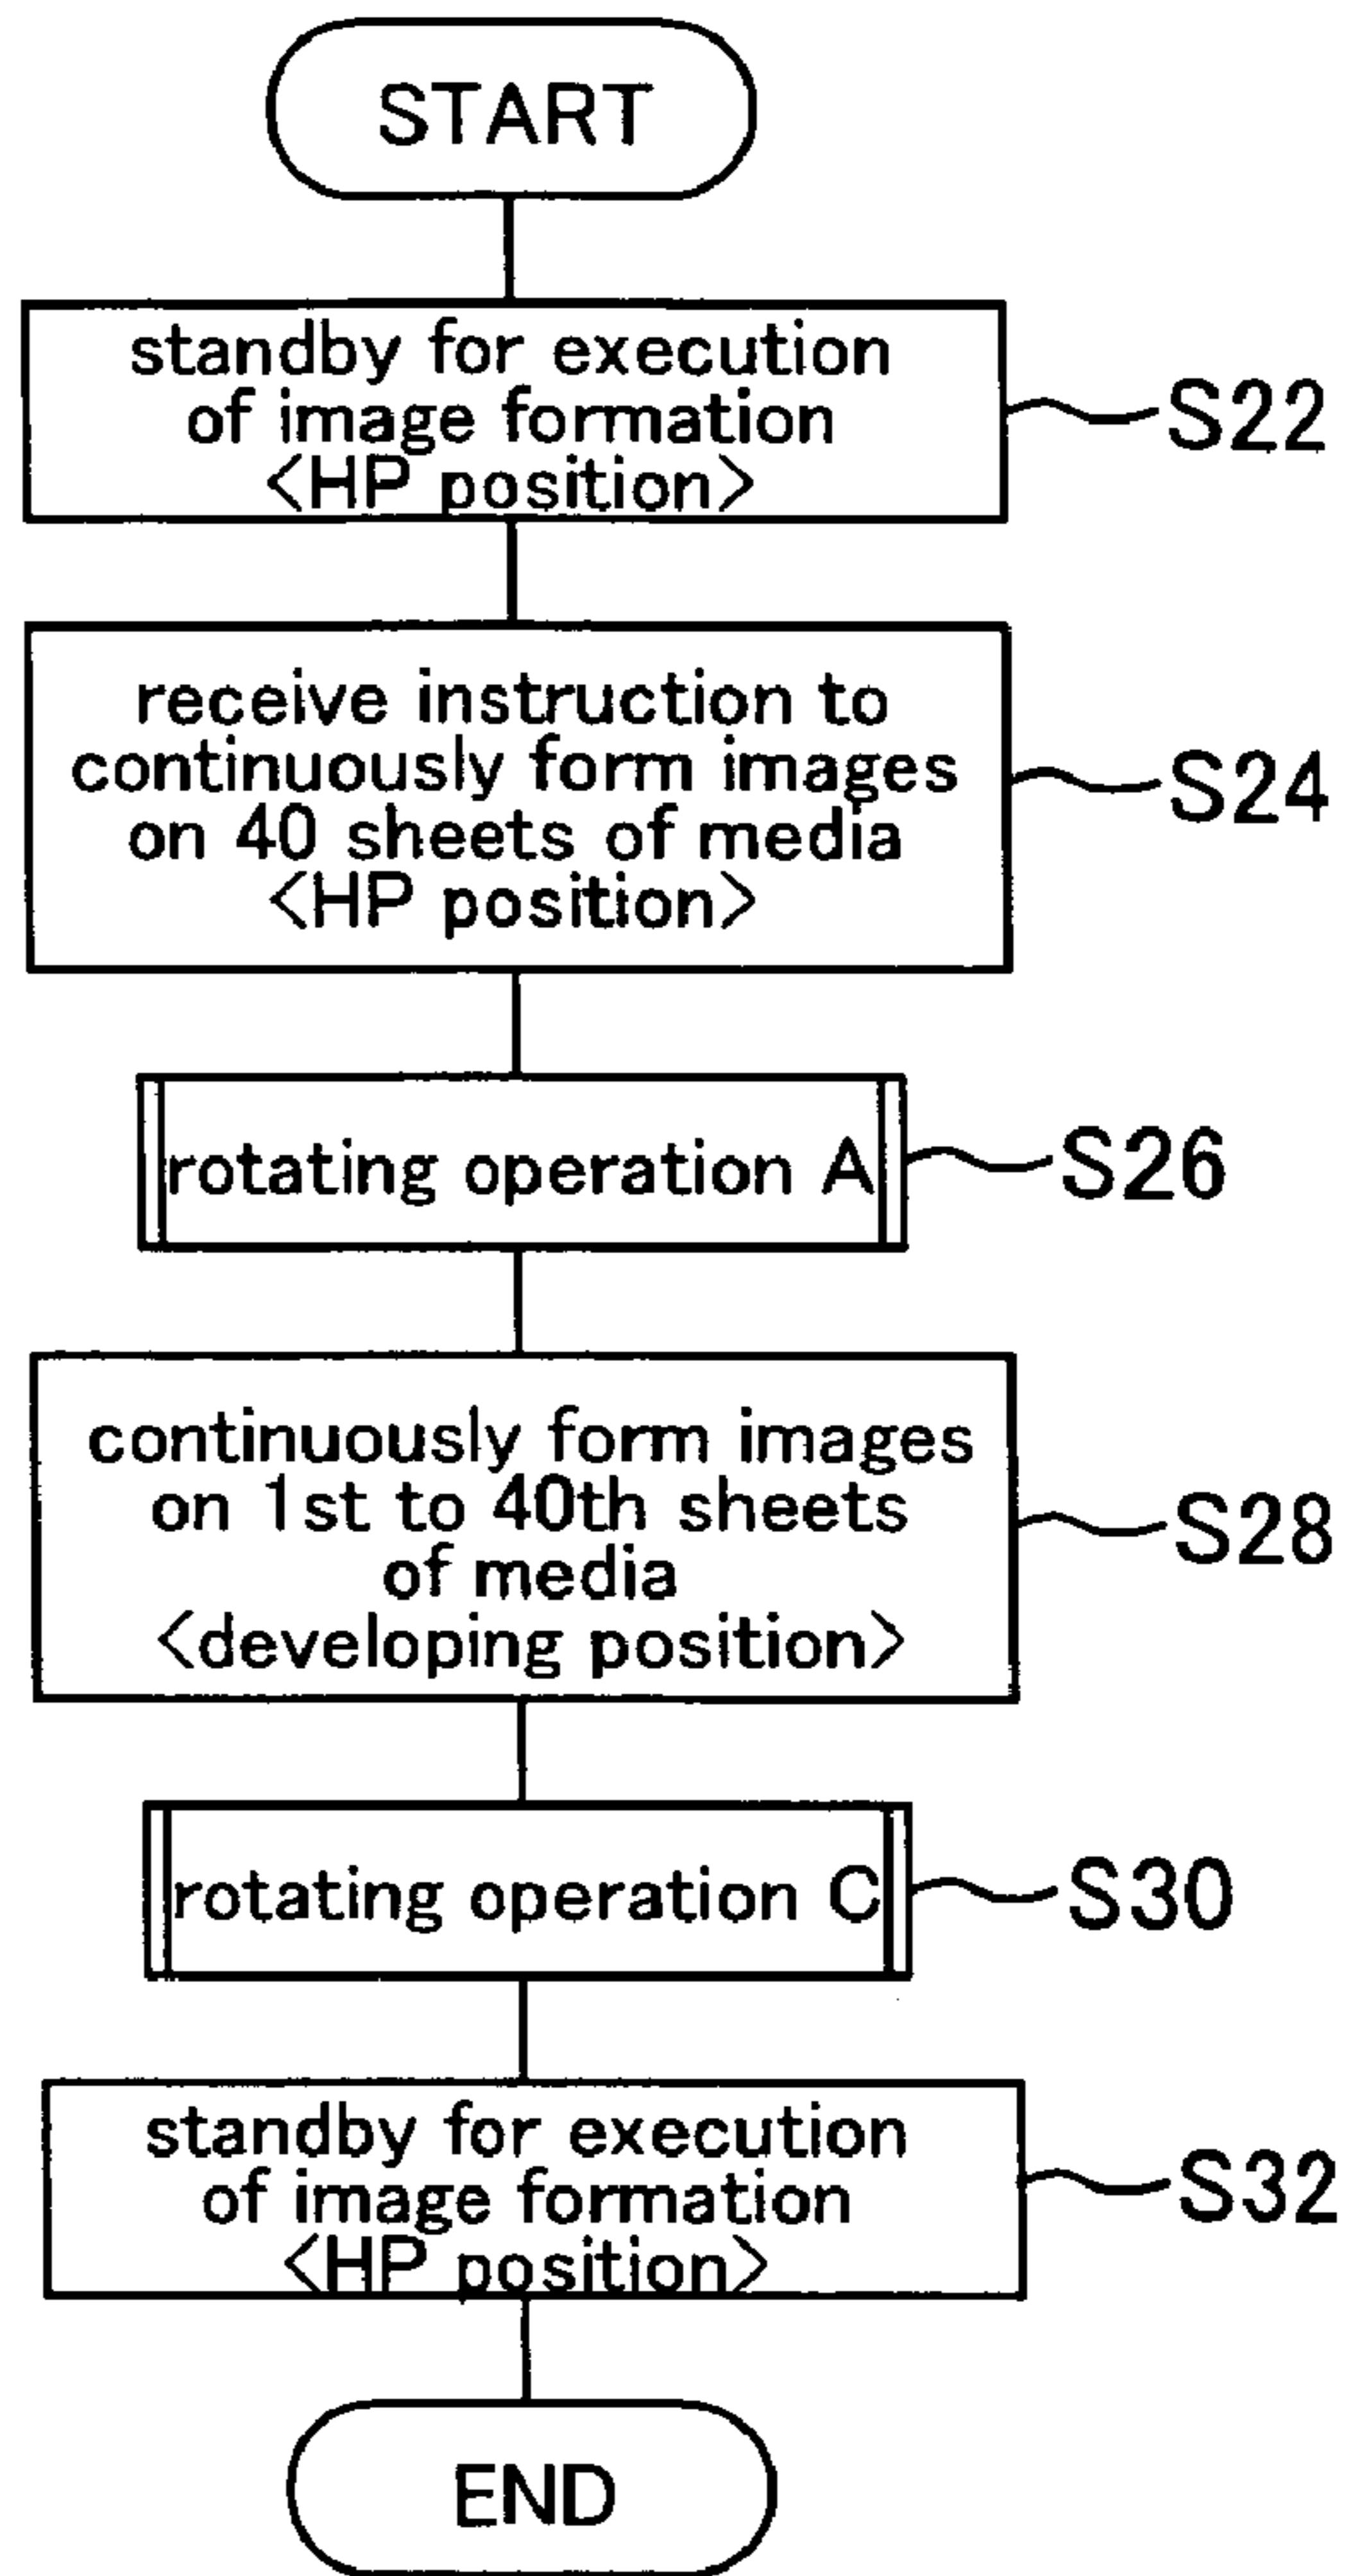 START
standby for execution
of image formation
<HP position>
S22
receive instruction to
continuously form images
on 40 sheets of media
<HP position>
S24
rotating operation A
S26
continuously form images
on 1st to 40th sheets
of media
<developing position>
S28
rotating operation C
S30
standby for execution
of image formation
<HP position>
S32
END